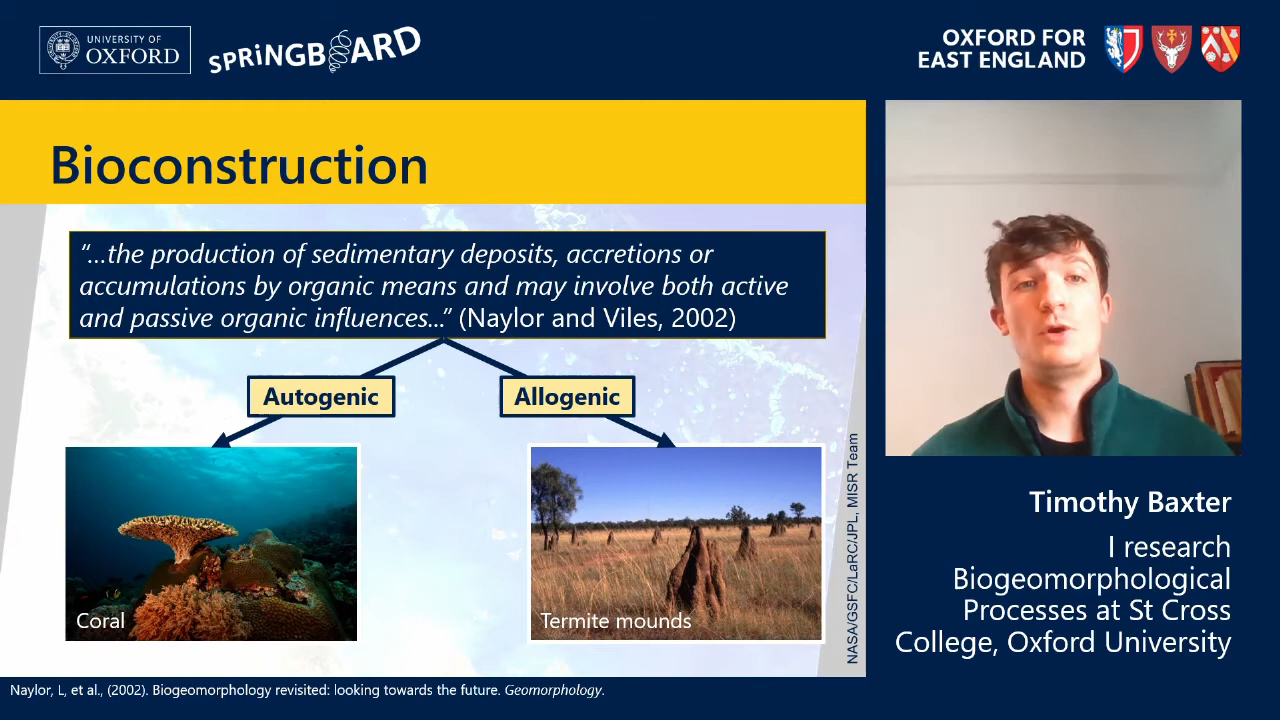 UNIVERSITY OF
OXFORD
SPRiNGBOARD
OXFORD FOR
EAST ENGLAND
Bioconstruction
“…the production of sedimentary deposits, accretions or
accumulations by organic means and may involve both active
and passive organic influences…” (Naylor and Viles, 2002)
Autogenic
Allogenic
Coral
Termite mounds
NASA/GSFC/LaRC/JPL, MISR Team
Timothy Baxter
I research
Biogeomorphological
Processes at St Cross
College, Oxford University
Naylor, L, et al., (2002). Biogeomorphology revisited: looking towards the future. Geomorphology.